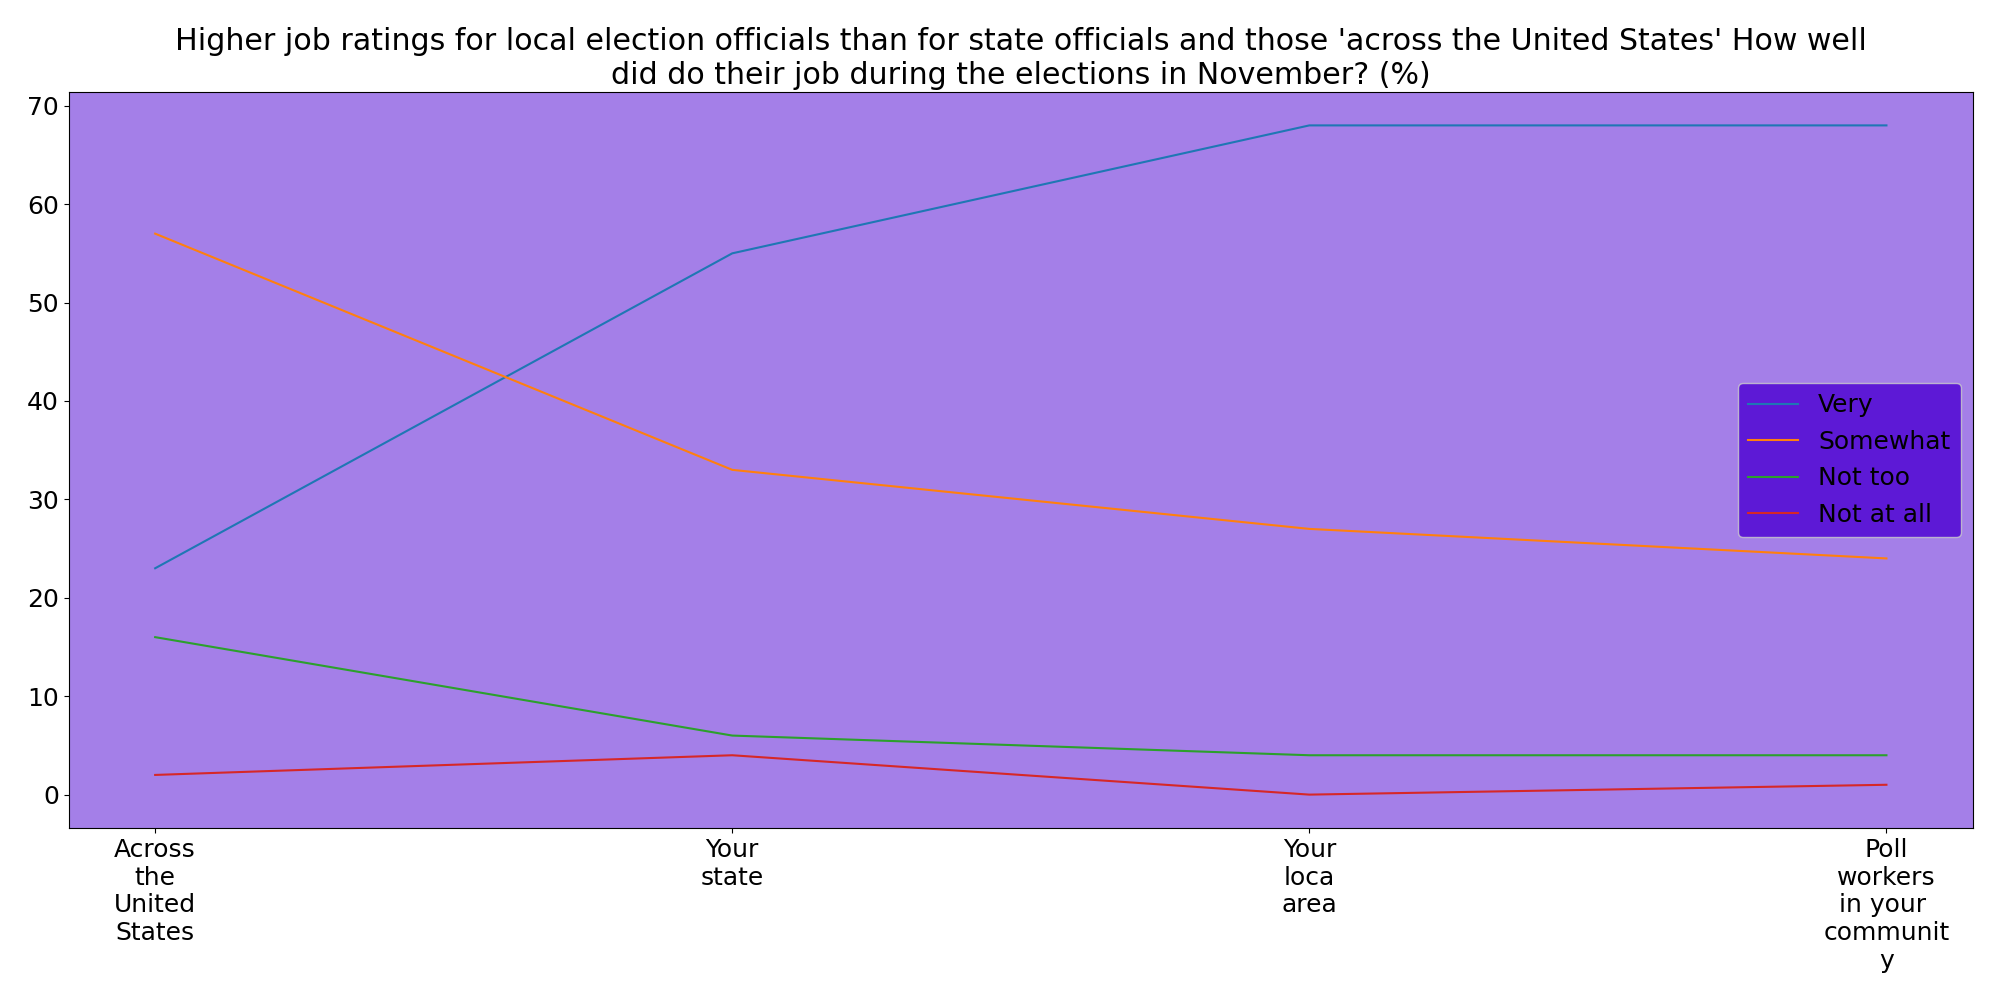 Higher job ratings for local election officials than for state officials and those 'across the United States' How well
did do their job during the elections in November? (%)
70
60
50
40
30
20
10
0
Very
Somewhat
Not too
Not at all
Across
the
United
States
Your
state
Your
loca
area
Poll
workers
in your
communit
y